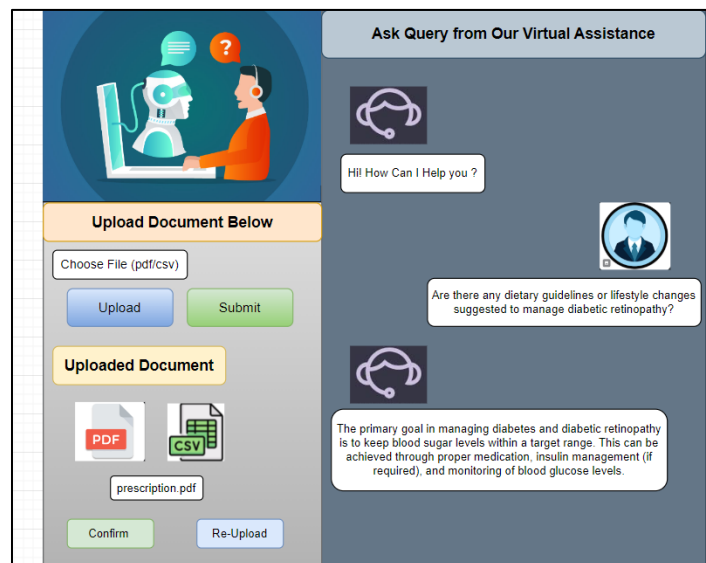 ?
Upload Document Below
Choose File (pdf/csv)
Upload
Submit
Uploaded Document
PDF
CSV
prescription.pdf
Confirm
Re-Upload
Ask Query from Our Virtual Assistance
Hi! How Can I Help you ?
Are there any dietary guidelines or lifestyle changes
suggested to manage diabetic retinopathy?
The primary goal in managing diabetes and diabetic retinopathy
is to keep blood sugar levels within a target range. This can be
achieved through proper medication, insulin management (if
required), and monitoring of blood glucose levels.